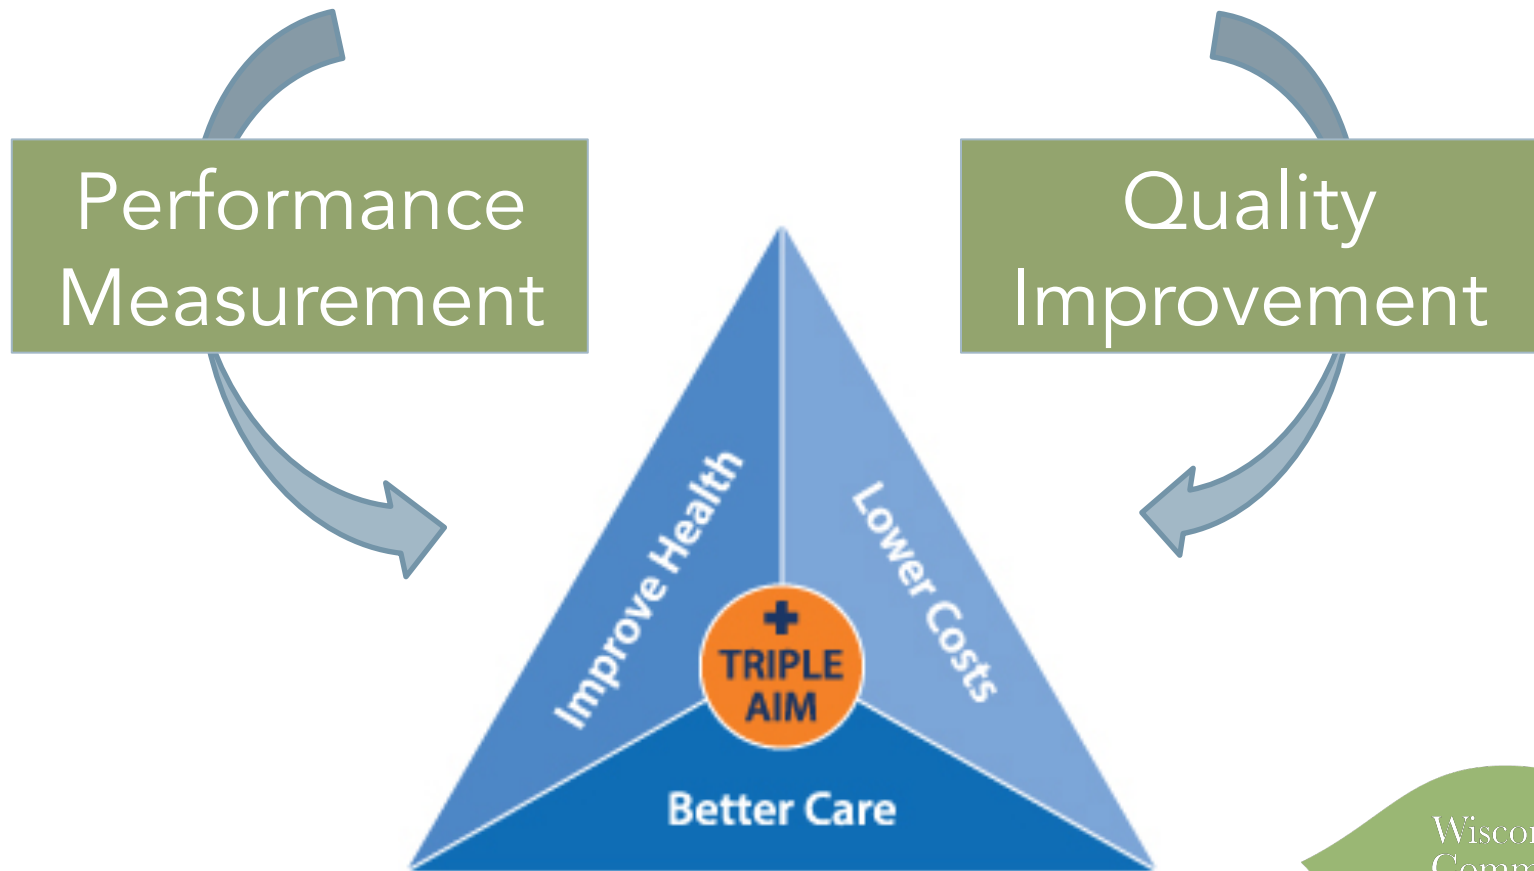 Performance
Measurement
Quality
Improvement
Improve Health
Lower Costs
TRIPLE
AIM
Better Care